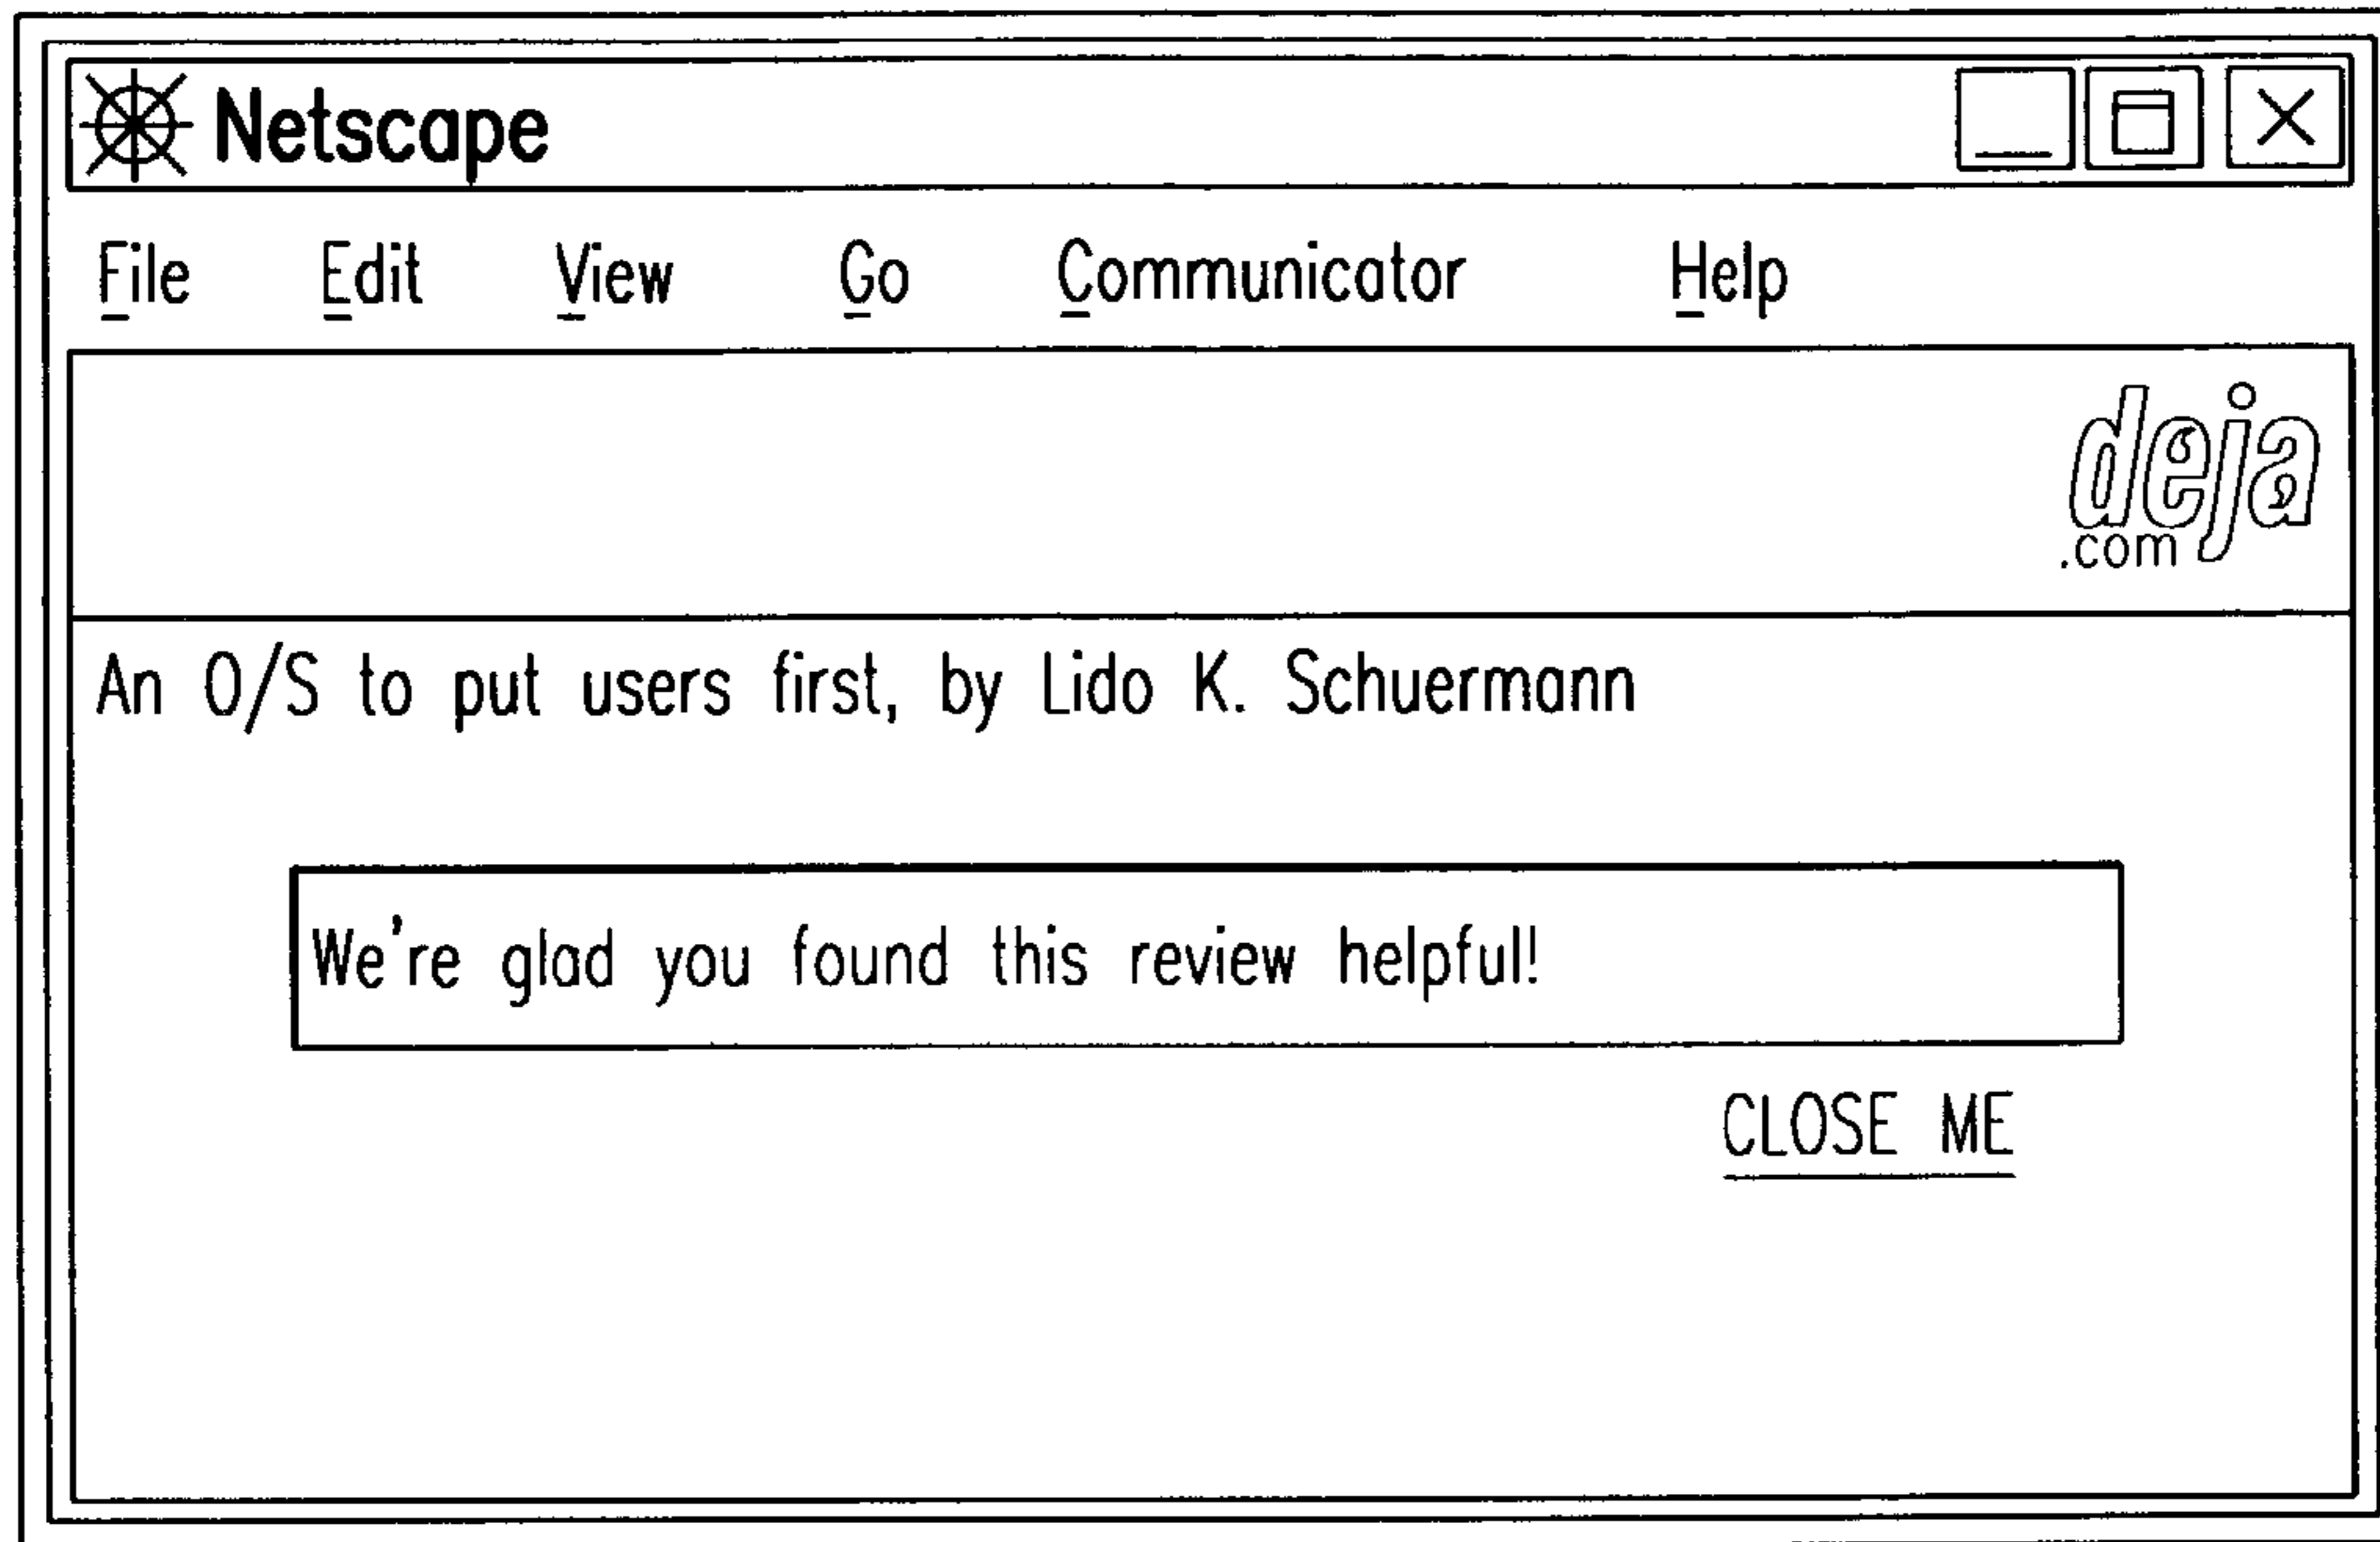 Netscape
File Edit View Go Communicator Help
deja
.com
An O/S to put users first, by Lido K. Schuermann
We're glad you found this review helpful!
CLOSE ME